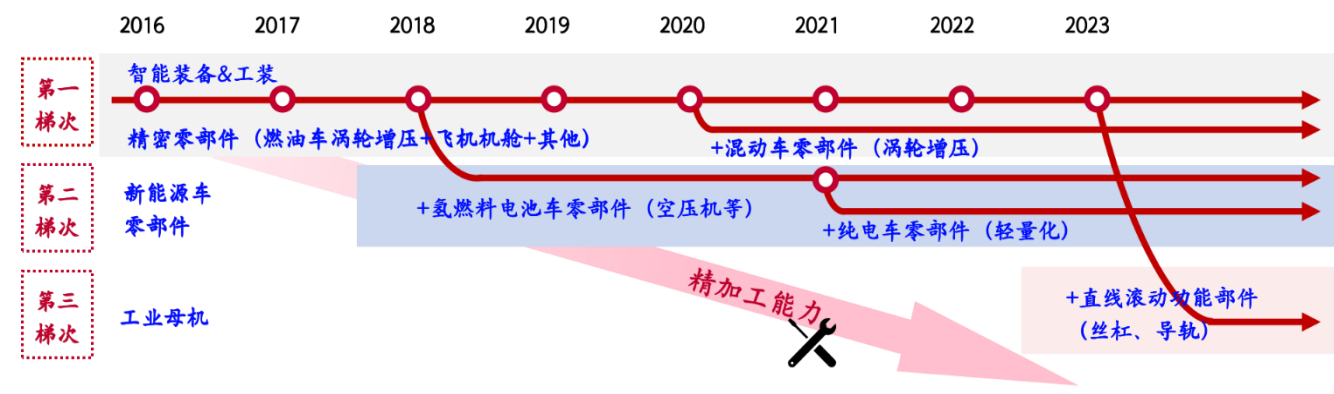 2016 2017 2018 2019 2020 2021 2022 2023
第一
梯次
智能装备&工装
精密零部件（燃油车涡轮增压+飞机机舱+其他）
+混动车零部件（涡轮增压）
第二
梯次
新能源车
零部件
+氢燃料电池车零部件（空压机等）
+纯电车零部件（轻量化）
精加工能力
第三
梯次
工业母机
+直线滚动功能部件
（丝杠、导轨）